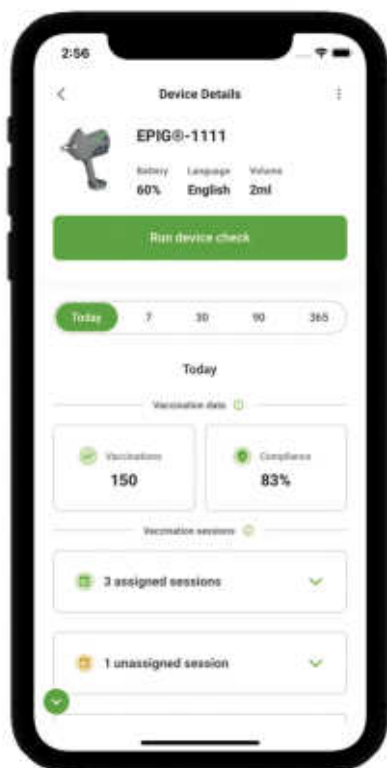 2:56
Device Details
EPIG®-1111
Battery Language Volume
60% English 2ml
Run device check
Today 7 30 90 365
Today
Vaccination data
Vaccinations Compliance
150 83%
Vaccination sessions
3 assigned sessions
1 unassigned session